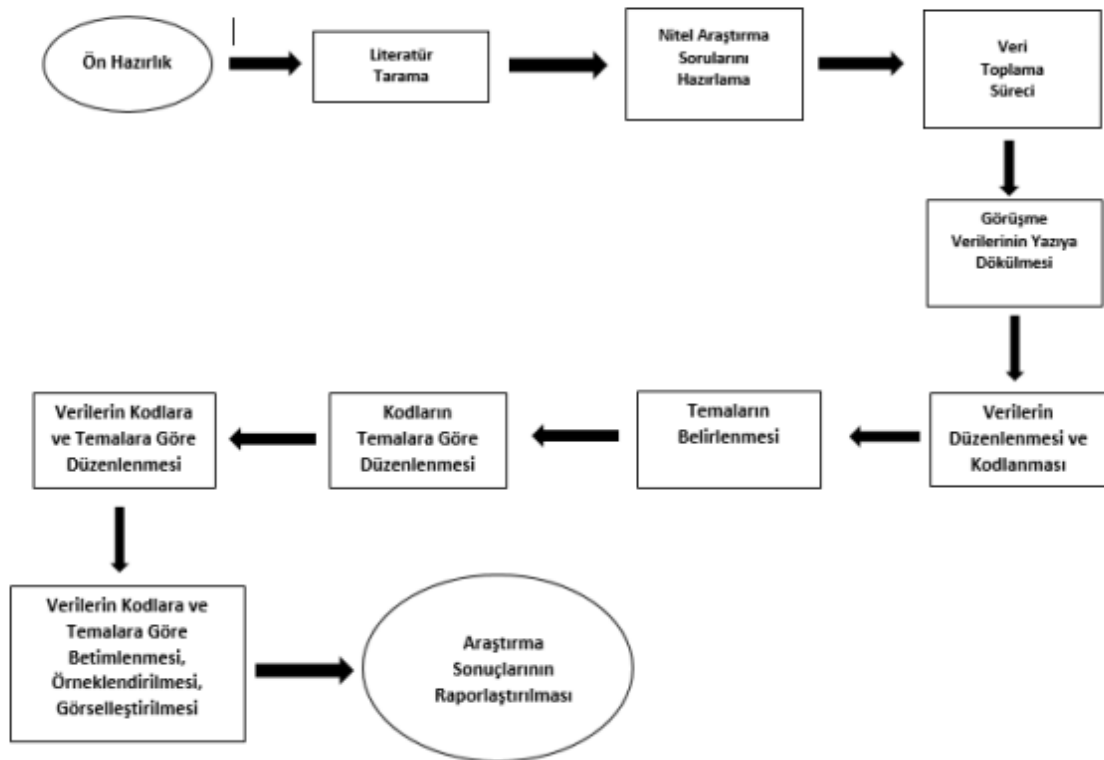 Ön Hazırlık
Literatür
Tarama
Nitel Araştırma
Sorularını
Hazırlama
Veri
Toplama
Süreci
Görüşme
Verilerinin Yazıya
Dökülmesi
Verilerin
Düzenlenmesi ve
Kodlanması
Temaların
Belirlenmesi
Kodların
Temalara Göre
Düzenlenmesi
Verilerin Kodlara
ve Temalara Göre
Düzenlenmesi
Verilerin Kodlara ve
Temalara Göre
Betimlenmesi,
Örneklendirilmesi,
Görselleştirilmesi
Araştırma
Sonuçlarının
Raporlaştırılması